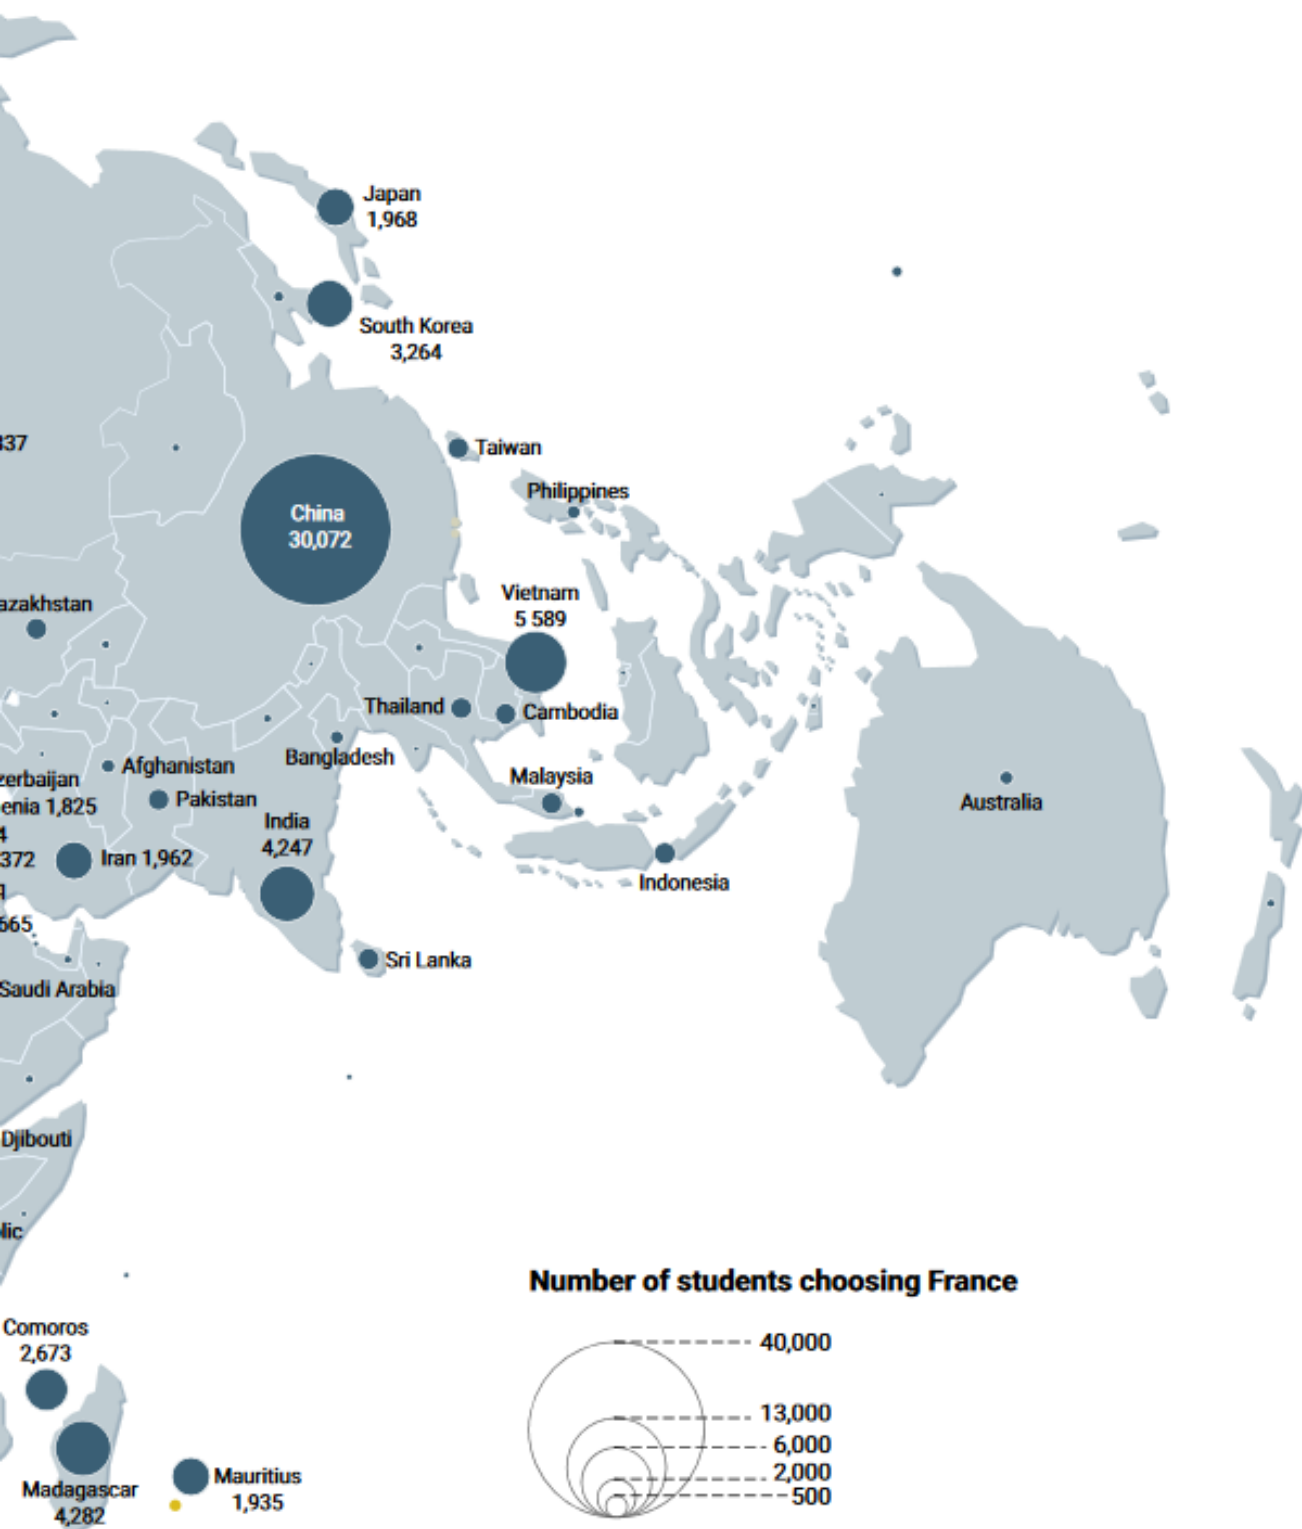 Japan
1,968
South Korea
3,264
337
Taiwan
Philippines
China
30,072
azakhstan
Vietnam
5 589
Thailand
Cambodia
Bangladesh
Afghanistan
zerbaijan
Malaysia
Pakistan
enia 1,825
Australia
India
4,247
4
372
Iran 1,962
q
Indonesia
665
Sri Lanka
Saudi Arabia
Djibouti
lic
Number of students choosing France
Comoros
2,673
40,000
13,000
6,000
2,000
500
Mauritius
1,935
Madagascar
4,282